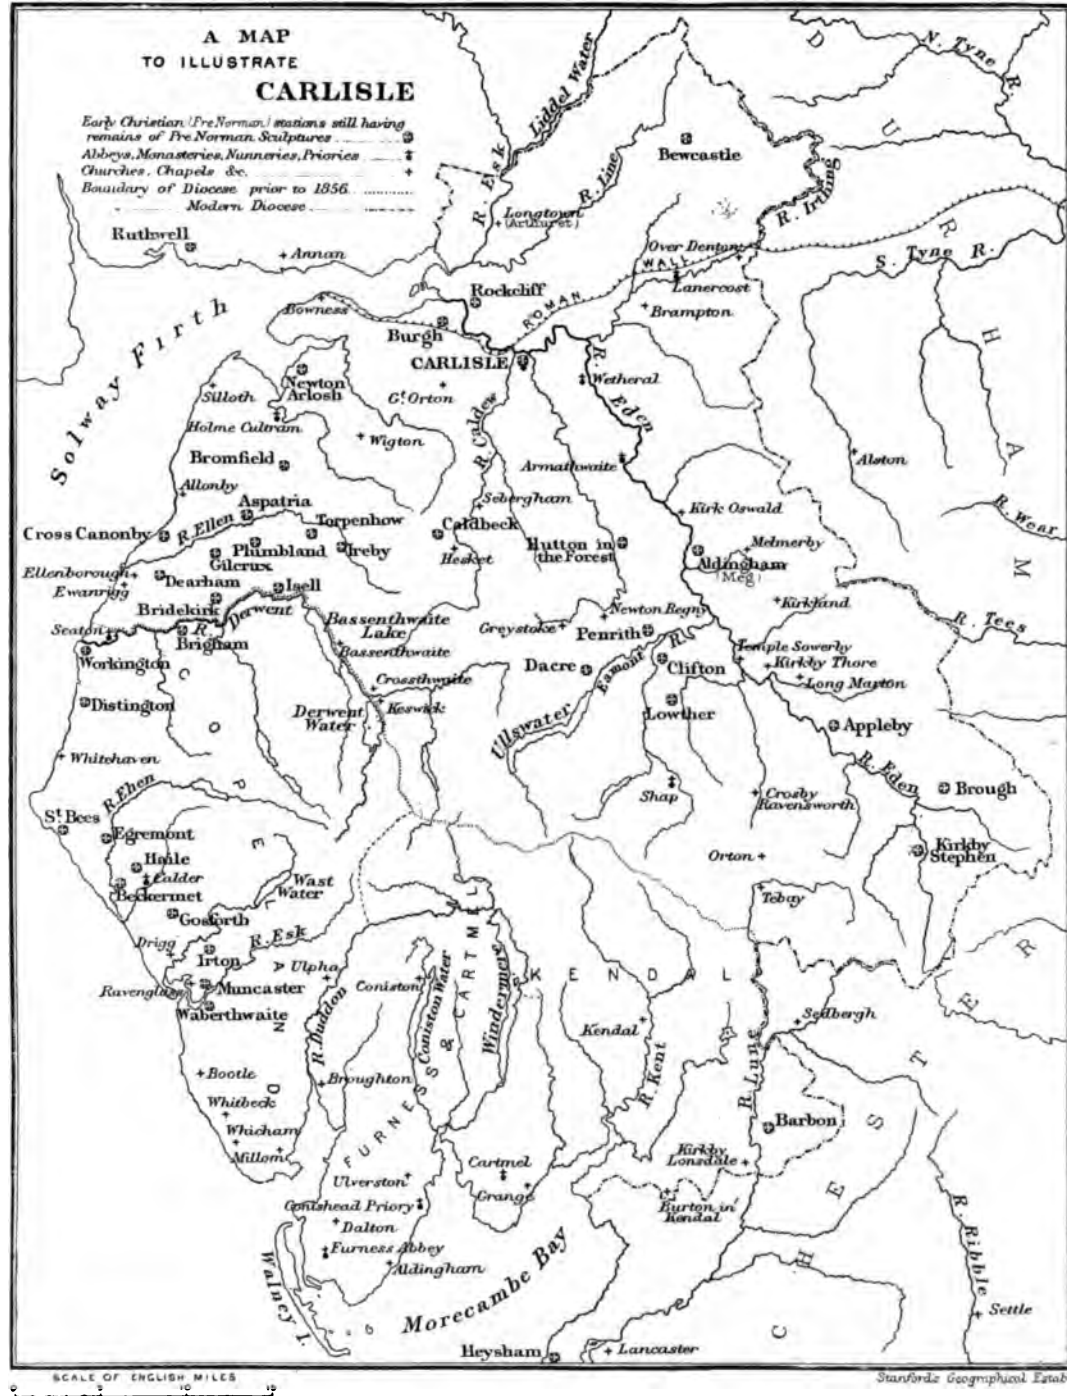 A MAP
TO ILLUSTRATE
CARLISLE
Early Christian (Pre Norman) stations still having
remains of Pre Norman Sculptures
Abbeys, Monasteries, Nunneries, Priories
Churches, Chapels &c.
Boundary of Diocese prior to 1856
" Modern Diocese
N. Tyne R.
Liddel Water
R. Esk
R. Line
Bewcastle
R. Irthing
DURHAM
Longtown
(Arthuret)
Ruthwell
Annan
Over Denton
ROMAN WALL
S. Tyne R.
Lanercost
Rockcliff
Bowness
Brampton
Burgh
CARLISLE
Solway Firth
Newton
Arlosh
Silloth
Gt. Orton
Wetheral
R. Eden
Holme Cultram
R. Caldew
Wigton
Bromfield
Armathwaite
Alston
Allonby
Sebergham
Aspatria
Kirk Oswald
R. Wear
Cross Canonby
R. Ellen
Torpenhow
Caldbeck
Plumbland
Ireby
Hutton in
the Forest
Melmerby
Gilcrux
Hesket
Aldingham
(Meg)
Ellenborough
Dearham
Isell
Ewanrigg
Bridekirk
Kirkland
Derwent
Bassenthwaite
Lake
Newton Regny
R. Tees
Seaton
R.
Greystoke
Penrith
Brigham
Bassenthwaite
Temple Sowerby
Workington
Dacre
Eamont R.
Clifton
Kirkby Thore
Crossthwaite
Long Marton
Distington
Derwent
Water
Keswick
Ullswater
Lowther
Appleby
COPELAND
Whitehaven
R. Eden
R. Ehen
Shap
Crosby
Ravensworth
Brough
St. Bees
Egremont
Kirkby
Stephen
Haile
Orton
Calder
Wast
Water
Beckermet
Tebay
Gosforth
R. Esk
Drigg
Irton
Ulpha
Coniston
KENDAL
Ravenglass
Muncaster
Coniston Water
Windermere
FURNESS & CARTMEL
Waberthwaite
R. Duddon
Kendal
Sedbergh
R. Kent
R. Lune
Bootle
Broughton
CHESTER
Whitbeck
Barbon
Whicham
Millom
Cartmel
Kirkby
Lonsdale
Ulverston
Grange
Conishead Priory
Burton in
Kendal
R. Ribble
Dalton
Furness Abbey
Aldingham
Walney I.
Morecambe Bay
Settle
Heysham
Lancaster
SCALE OF ENGLISH MILES
Stanford's Geographical Estab
0
5
10
15